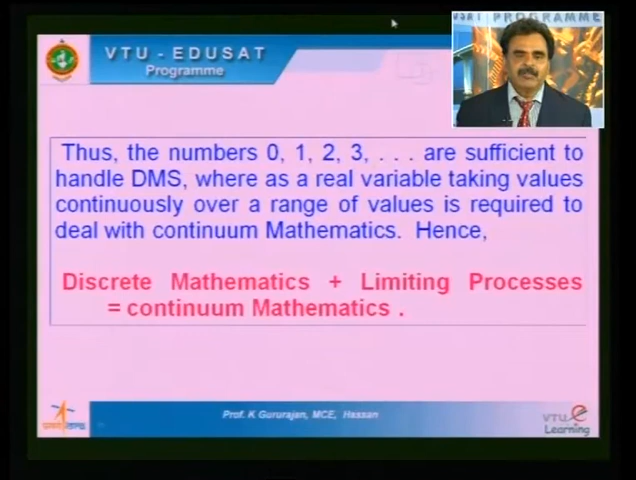 VTU - EDUSAT
Programme
USAT PROGRAMME
Thus, the numbers 0, 1, 2, 3, . . . are sufficient to
handle DMS, where as a real variable taking values
continuously over a range of values is required to
deal with continuum Mathematics. Hence,
Discrete Mathematics + Limiting Processes
= continuum Mathematics .
Prof. K Gururajan, MCE, Hassan
VTU e
Learning